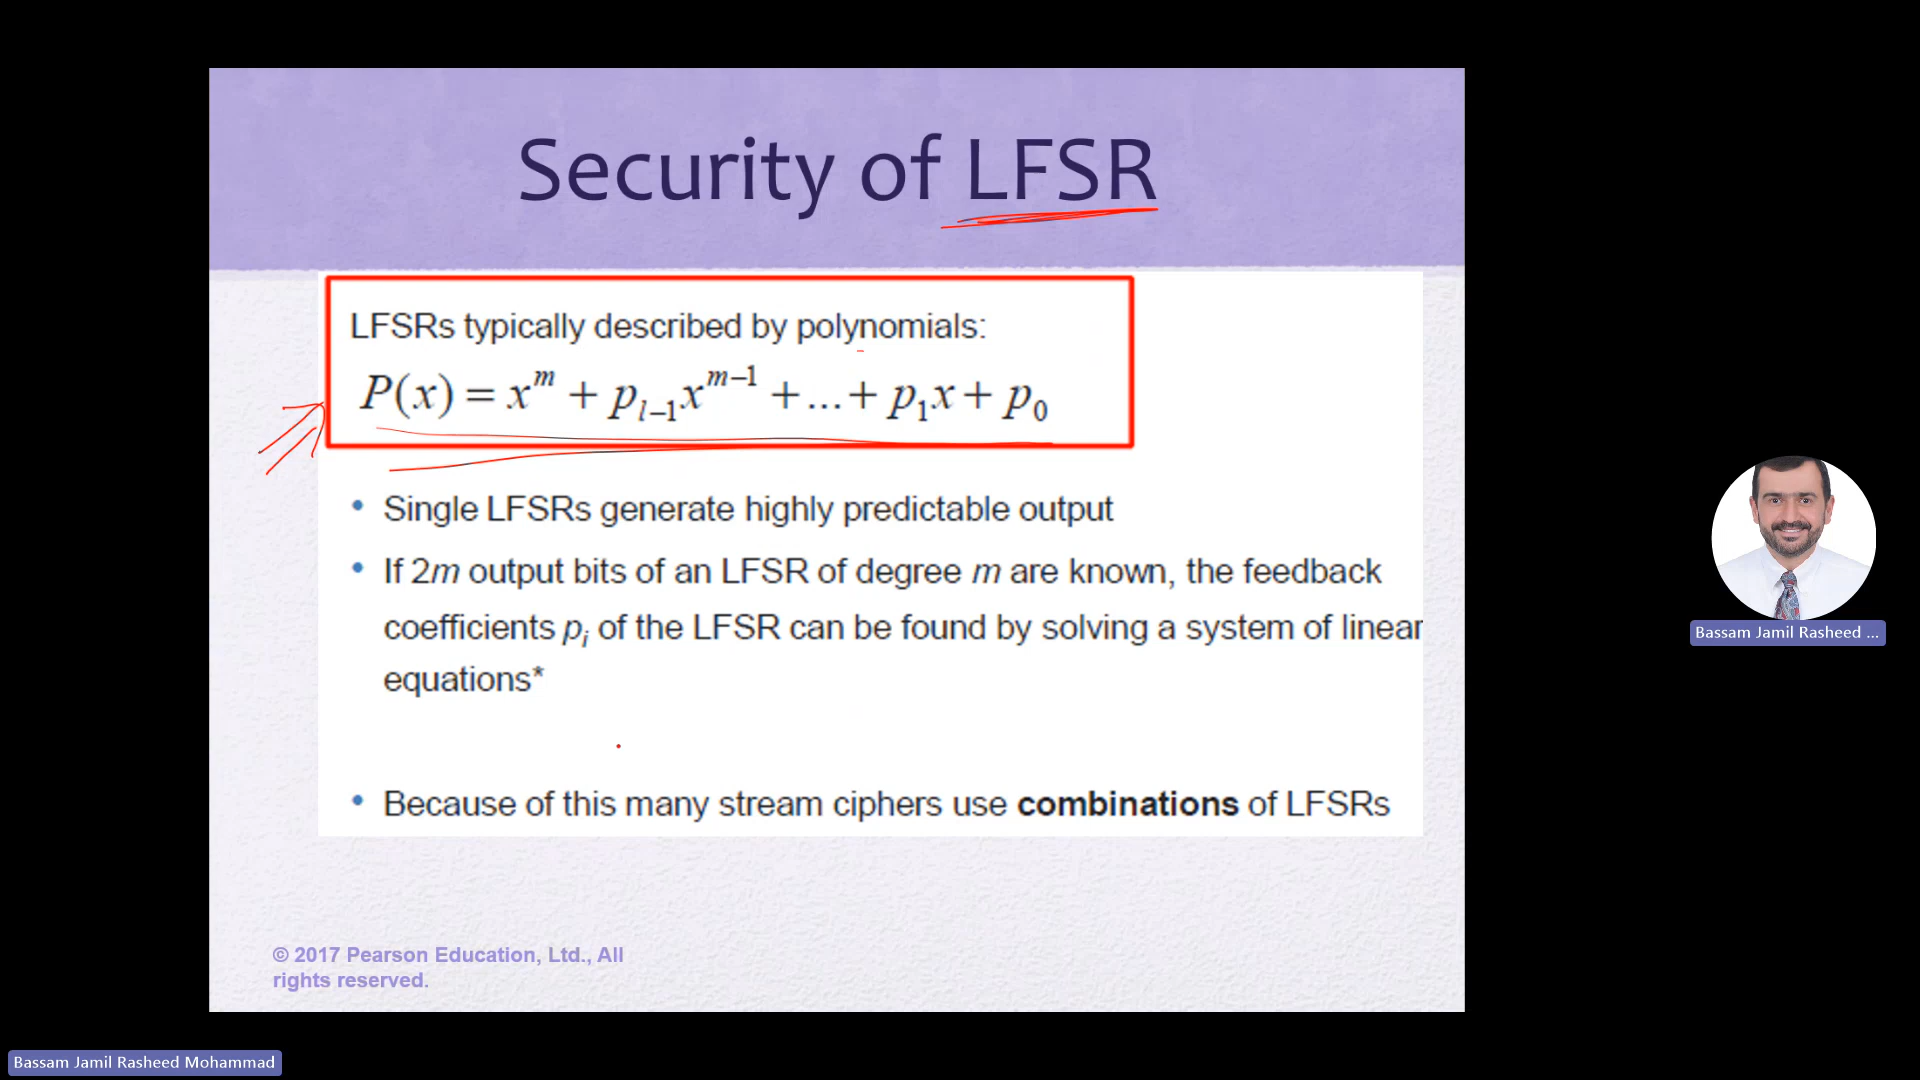 Security of LFSR
LFSRs typically described by polynomials:
P(x) = x^m + p_{l-1}x^{m-1} + ... + p_1x + p_0
• Single LFSRs generate highly predictable output
• If 2m output bits of an LFSR of degree m are known, the feedback
coefficients p_i of the LFSR can be found by solving a system of linear
equations*
• Because of this many stream ciphers use combinations of LFSRs
© 2017 Pearson Education, Ltd., All
rights reserved.
Bassam Jamil Rasheed ...
Bassam Jamil Rasheed Mohammad